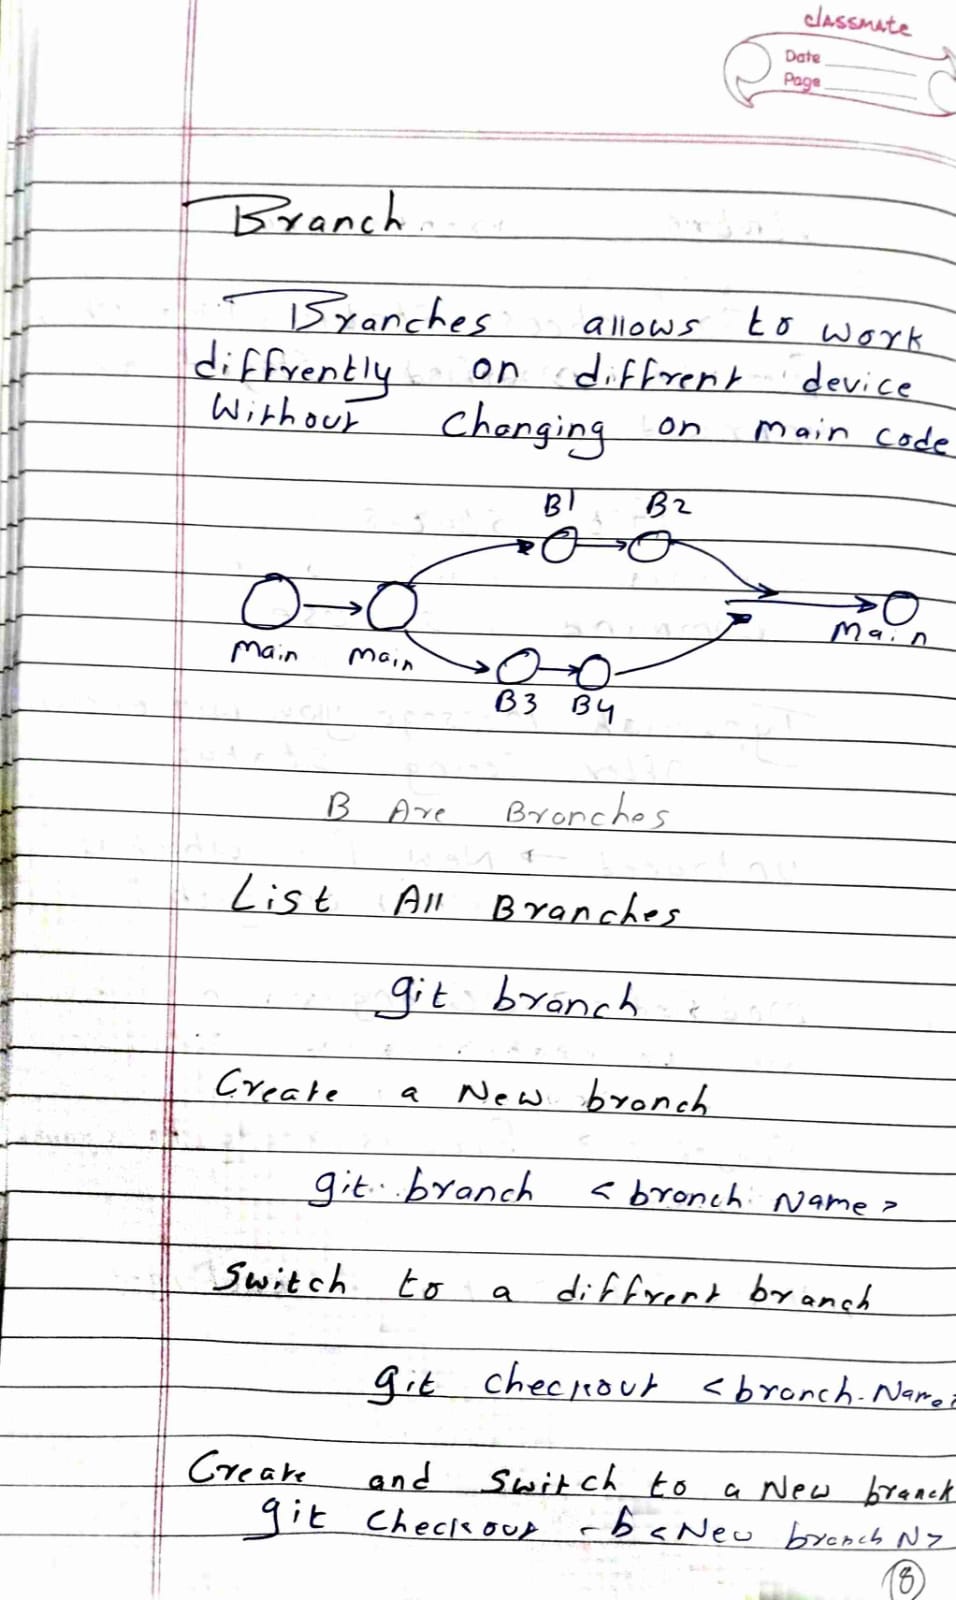 classmate
Date
Page
Branch
Branches allows to work
diffrently on diffrent device
Without Changing on main code
B1 B2
Main Main Main
B3 B4
B Are Branches
List All Branches
git branch
Create a New branch
git branch <branch Name>
Switch to a diffrent branch
git checkout <branch-Name>
Create and Switch to a New branch
git checkout -b <New branch N>
8